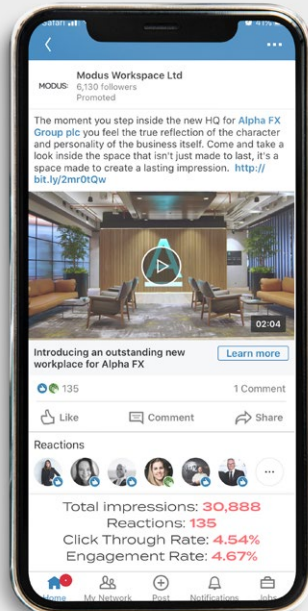 Safari
41%
Modus Workspace Ltd
MODUS:
6,130 followers
Promoted
The moment you step inside the new HQ for Alpha FX
Group plc you feel the true reflection of the character
and personality of the business itself. Come and take a
look inside the space that isn't just made to last, it's a
space made to create a lasting impression. http://
bit.ly/2mr0tQw
02:04
Introducing an outstanding new
workplace for Alpha FX
Learn more
135
1 Comment
Like
Comment
Share
Reactions
Total impressions: 30,888
Reactions: 135
Click Through Rate: 4.54%
Engagement Rate: 4.67%
Home
My Network
Post
Notifications
Jobs